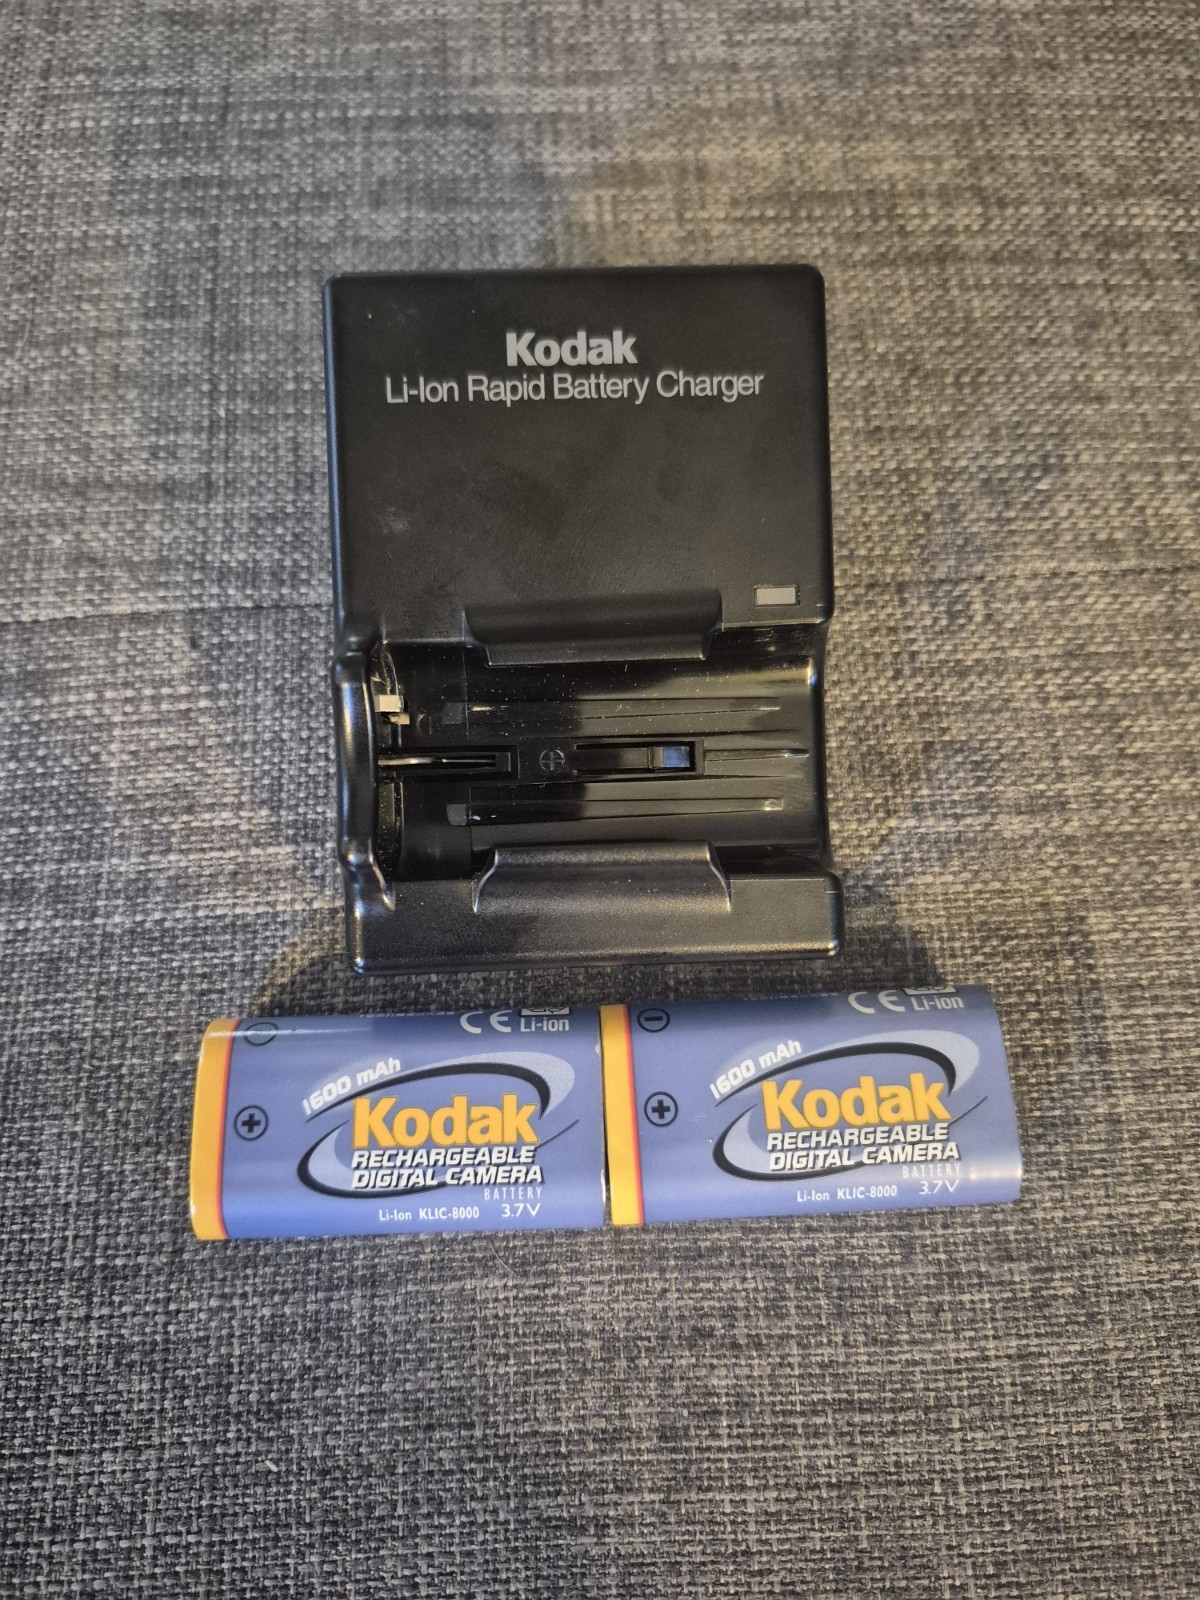 Kodak
Li-Ion Rapid Battery Charger
CE Li-ion
1600 mAh
Kodak
RECHARGEABLE
DIGITAL CAMERA
BATTERY
Li-Ion KLIC-8000 3.7V
CE Li-ion
1600 mAh
Kodak
RECHARGEABLE
DIGITAL CAMERA
BATTERY
Li-Ion KLIC-8000 3.7V